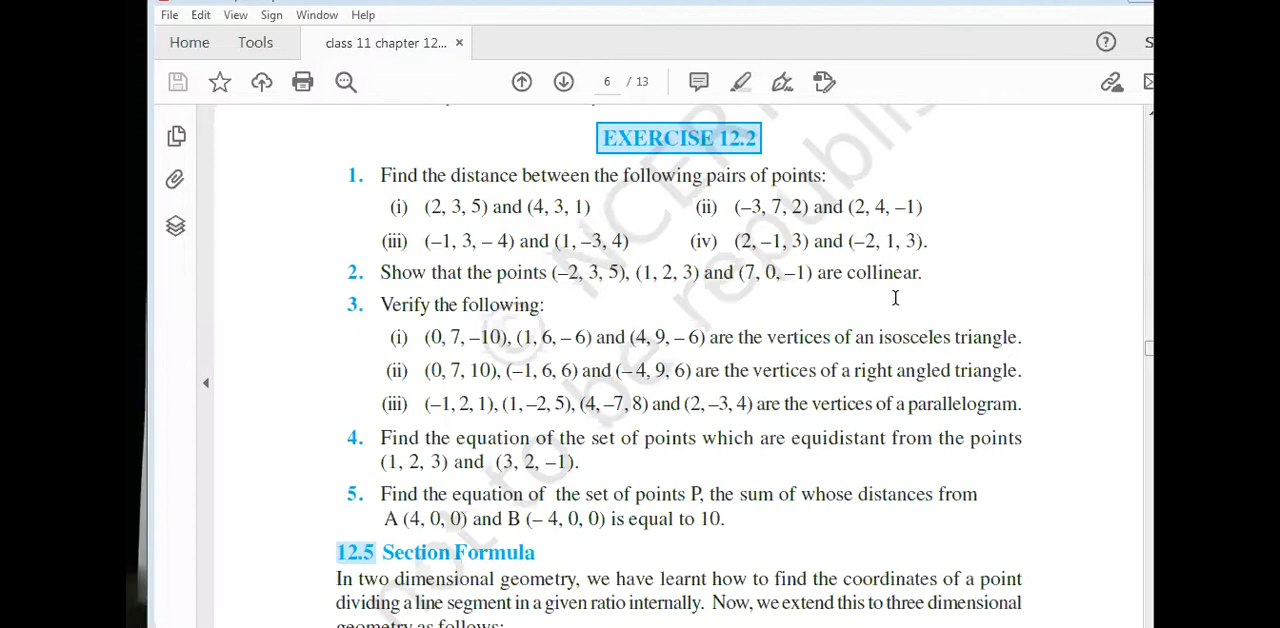 File Edit View Sign Window Help
Home Tools class 11 chapter 12... × ? S
6 / 13
EXERCISE 12.2
1. Find the distance between the following pairs of points:
(i) (2, 3, 5) and (4, 3, 1) (ii) (–3, 7, 2) and (2, 4, –1)
(iii) (–1, 3, – 4) and (1, –3, 4) (iv) (2, –1, 3) and (–2, 1, 3).
2. Show that the points (–2, 3, 5), (1, 2, 3) and (7, 0, –1) are collinear.
3. Verify the following:
(i) (0, 7, –10), (1, 6, – 6) and (4, 9, – 6) are the vertices of an isosceles triangle.
(ii) (0, 7, 10), (–1, 6, 6) and (– 4, 9, 6) are the vertices of a right angled triangle.
(iii) (–1, 2, 1), (1, –2, 5), (4, –7, 8) and (2, –3, 4) are the vertices of a parallelogram.
4. Find the equation of the set of points which are equidistant from the points
(1, 2, 3) and (3, 2, –1).
5. Find the equation of the set of points P, the sum of whose distances from
A (4, 0, 0) and B (– 4, 0, 0) is equal to 10.
12.5 Section Formula
In two dimensional geometry, we have learnt how to find the coordinates of a point
dividing a line segment in a given ratio internally. Now, we extend this to three dimensional
geometry as follows:
© NCERT
not to be republis